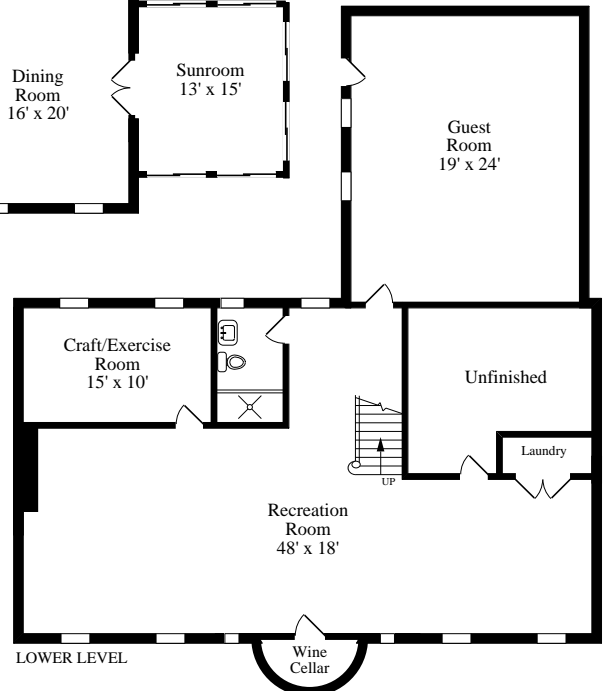 Dining
Room
16' x 20'
Sunroom
13' x 15'
Guest
Room
19' x 24'
Craft/Exercise
Room
15' x 10'
Unfinished
Laundry
UP
Recreation
Room
48' x 18'
Wine
Cellar
LOWER LEVEL